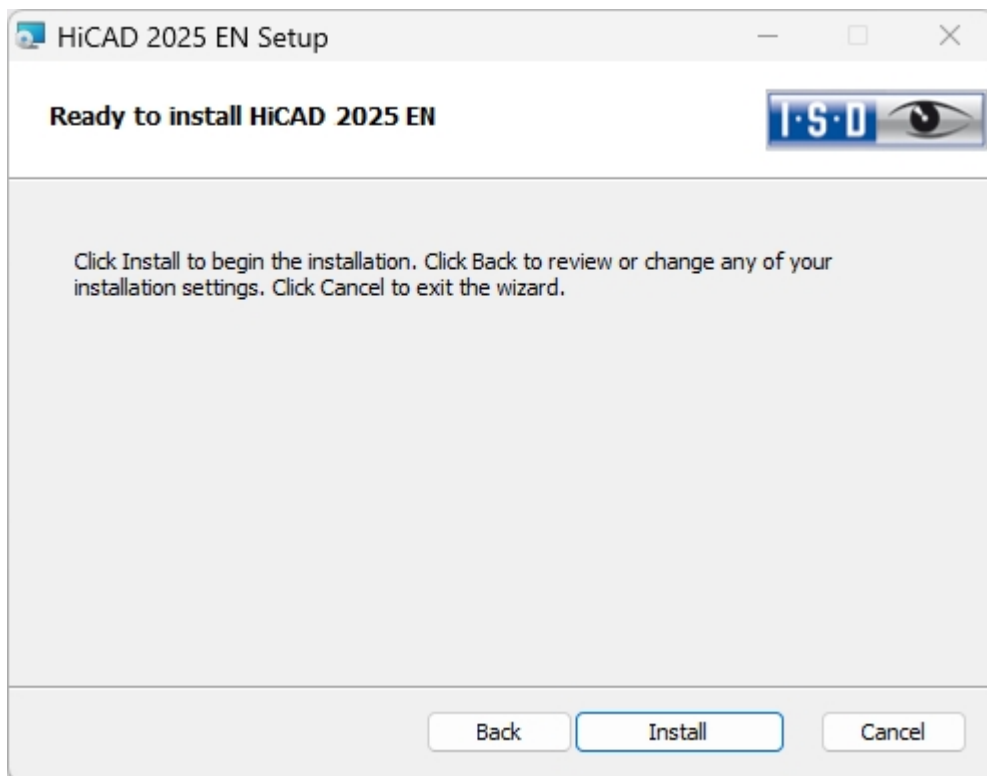 HiCAD 2025 EN Setup
Ready to install HiCAD 2025 EN
I·S·D
Click Install to begin the installation. Click Back to review or change any of your
installation settings. Click Cancel to exit the wizard.
Back
Install
Cancel